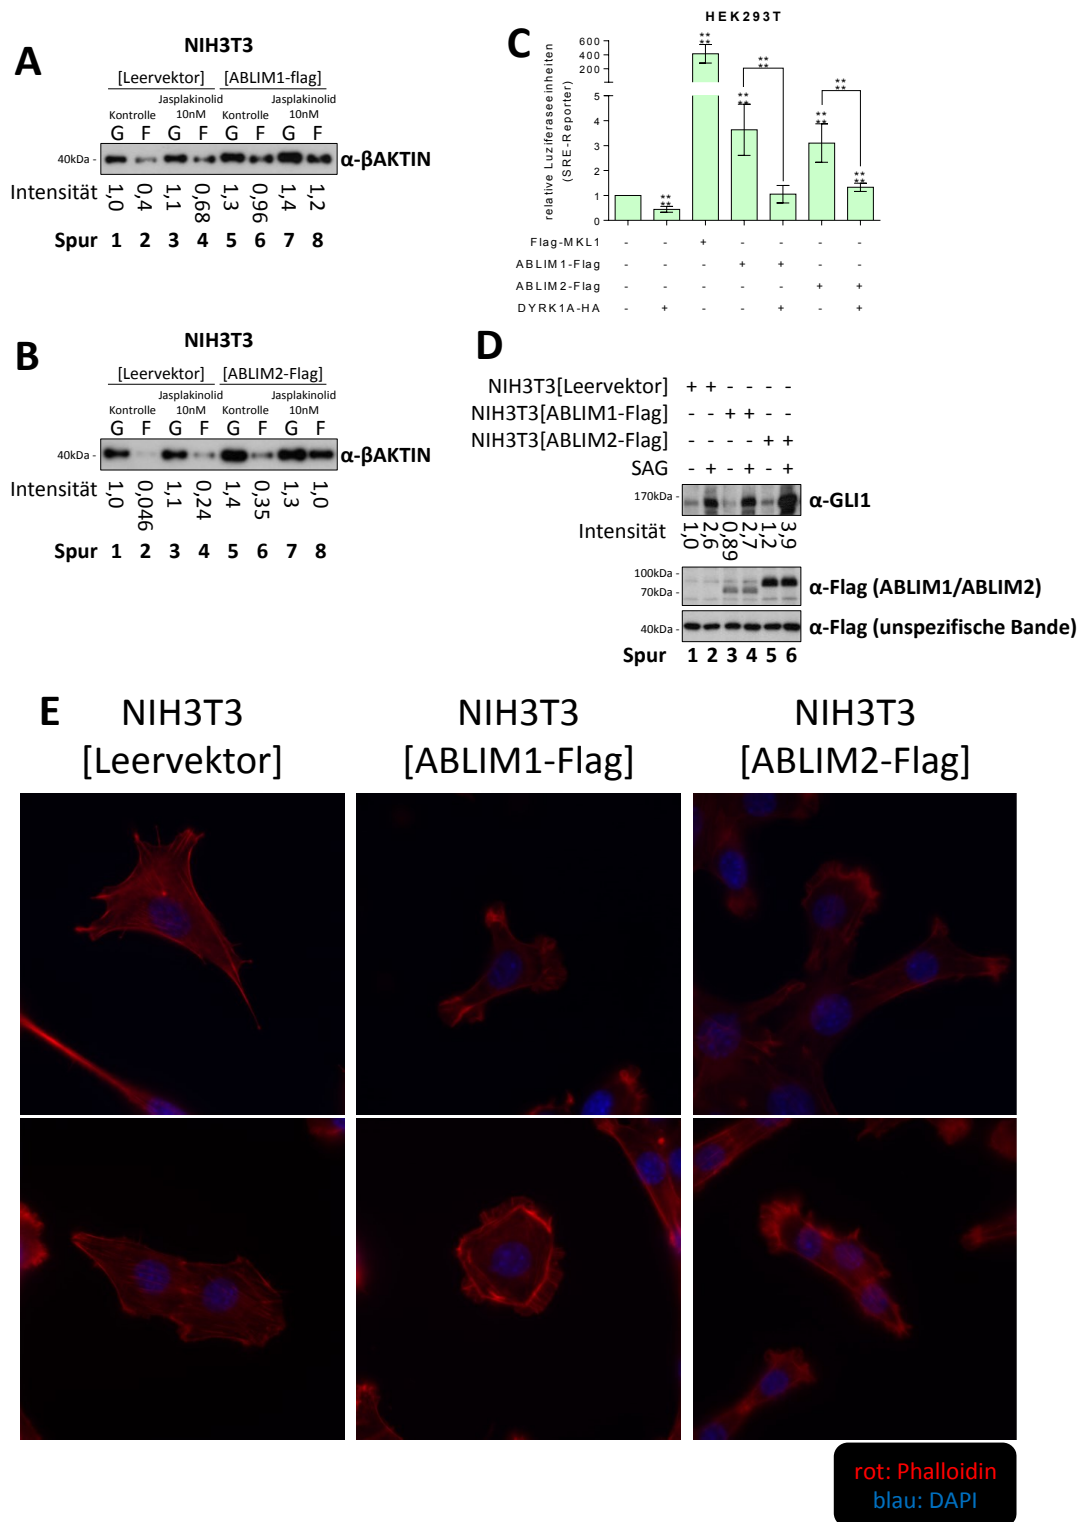 A
NIH3T3
[Leervektor] [ABLIM1-flag]
Kontrolle Jasplakinolid 10nM Kontrolle Jasplakinolid 10nM
G F G F G F G F
40kDa - α-βAKTIN
Intensität 1,0 0,4 1,1 0,68 1,3 0,96 1,4 1,2
Spur 1 2 3 4 5 6 7 8
B
NIH3T3
[Leervektor] [ABLIM2-Flag]
Kontrolle Jasplakinolid 10nM Kontrolle Jasplakinolid 10nM
G F G F G F G F
40kDa - α-βAKTIN
Intensität 1,0 0,046 1,1 0,24 1,4 0,35 1,3 1,0
Spur 1 2 3 4 5 6 7 8
C
HEK293T
relative Luziferaseeinheiten
(SRE-Reporter)
600
400
200
5
4
3
2
1
0
** ** ** ** ** ** ** **
** ** ** ** ** **
Flag-MKL1 - - + - - - -
ABLIM1-Flag - - - + + - -
ABLIM2-Flag - - - - - + +
DYRK1A-HA - + - - + - +
D
NIH3T3[Leervektor] + + - - - -
NIH3T3[ABLIM1-Flag] - - + + - -
NIH3T3[ABLIM2-Flag] - - - - + +
SAG - + - + - +
170kDa - α-GLI1
Intensität 1,0 2,6 0,89 2,7 1,2 3,9
100kDa -
70kDa - α-Flag (ABLIM1/ABLIM2)
40kDa - α-Flag (unspezifische Bande)
Spur 1 2 3 4 5 6
E
NIH3T3 NIH3T3 NIH3T3
[Leervektor] [ABLIM1-Flag] [ABLIM2-Flag]
rot: Phalloidin
blau: DAPI